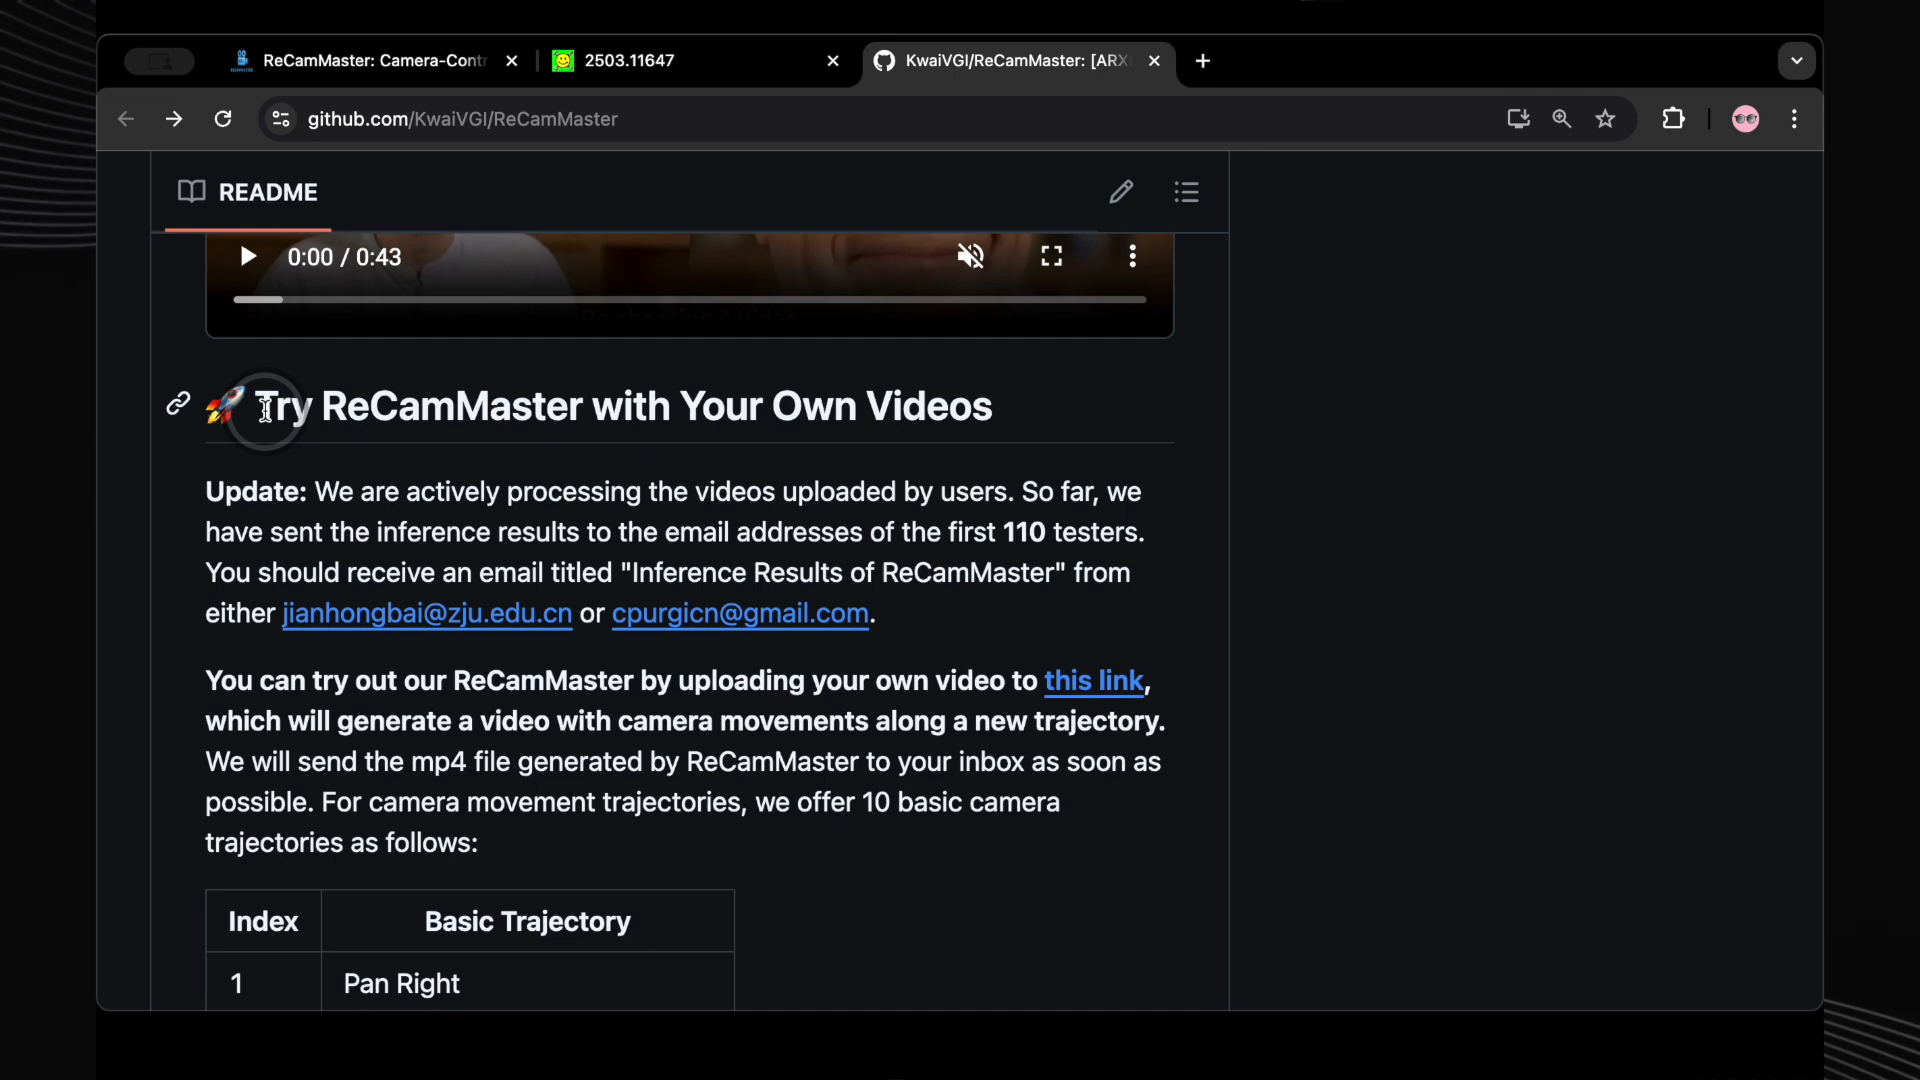 ReCamMaster: Camera-Contr
2503.11647
KwaiVGI/ReCamMaster: [ARX
github.com/KwaiVGI/ReCamMaster
README
0:00 / 0:43
Re-shooting A Video
🚀 Try ReCamMaster with Your Own Videos
Update: We are actively processing the videos uploaded by users. So far, we
have sent the inference results to the email addresses of the first 110 testers.
You should receive an email titled "Inference Results of ReCamMaster" from
either jianhongbai@zju.edu.cn or cpurgicn@gmail.com.
You can try out our ReCamMaster by uploading your own video to this link,
which will generate a video with camera movements along a new trajectory.
We will send the mp4 file generated by ReCamMaster to your inbox as soon as
possible. For camera movement trajectories, we offer 10 basic camera
trajectories as follows:
Index Basic Trajectory
1 Pan Right